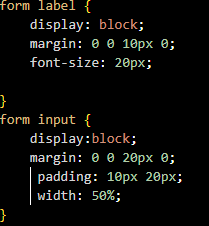 form label {
display: block;
margin: 0 0 10px 0;
font-size: 20px;
}
form input {
display:block;
margin: 0 0 20px 0;
padding: 10px 20px;
width: 50%;
}